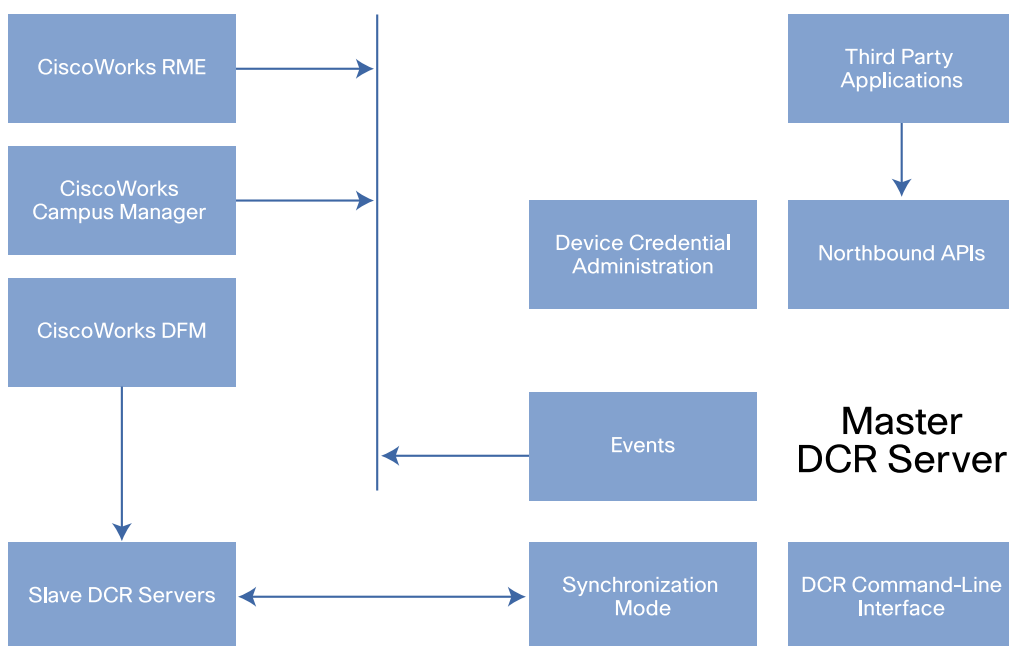 CiscoWorks RME
Third Party
Applications
CiscoWorks
Campus Manager
Device Credential
Administration
Northbound APIs
CiscoWorks DFM
Events
Master
DCR Server
Slave DCR Servers
Synchronization
Mode
DCR Command-Line
Interface